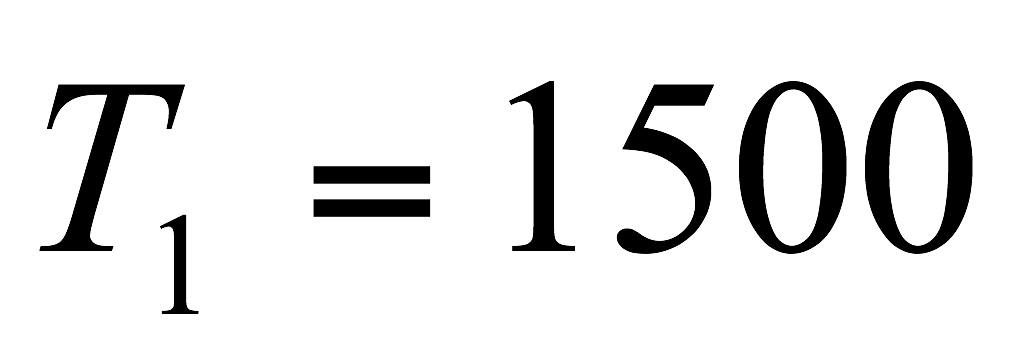 T₁ = 1500